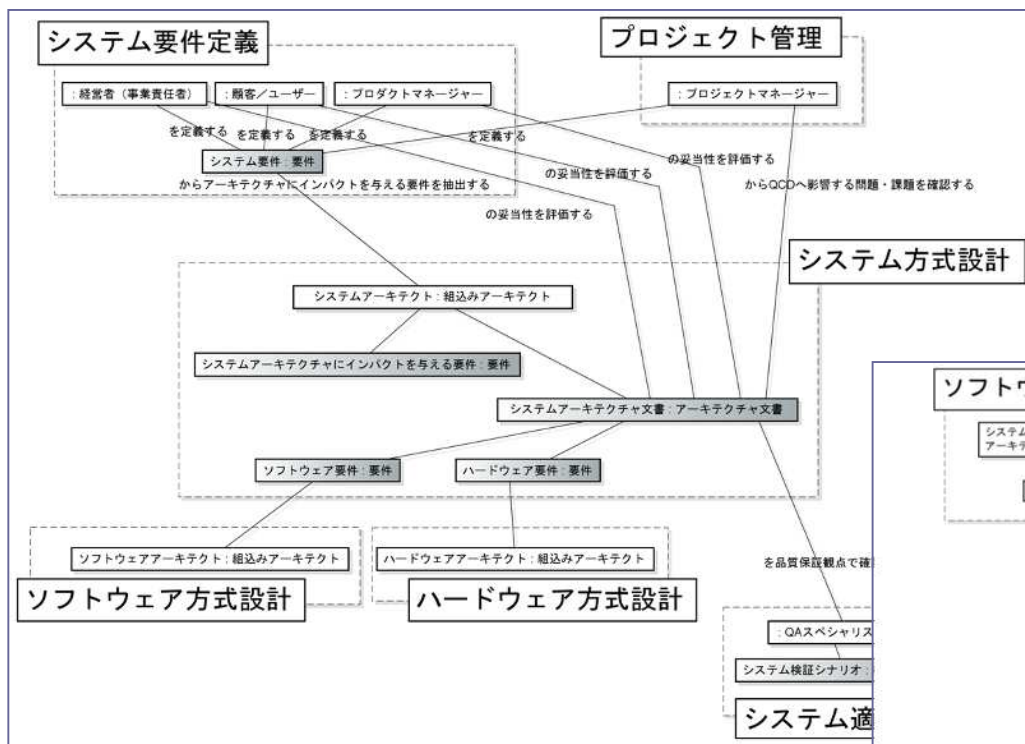 システム要件定義
プロジェクト管理
: 経営者（事業責任者）
: 顧客／ユーザー
: プロダクトマネージャー
: プロジェクトマネージャー
を定義する
を定義する
を定義する
を定義する
システム要件 : 要件
の妥当性を評価する
の妥当性を評価する
からアーキテクチャにインパクトを与える要件を抽出する
からQCDへ影響する問題・課題を確認する
の妥当性を評価する
システム方式設計
システムアーキテクト : 組込みアーキテクト
システムアーキテクチャにインパクトを与える要件 : 要件
システムアーキテクチャ文書 : アーキテクチャ文書
ソフトウェア要件 : 要件
ハードウェア要件 : 要件
ソフトウェアアーキテクト : 組込みアーキテクト
ハードウェアアーキテクト : 組込みアーキテクト
ソフトウェア方式設計
ハードウェア方式設計
を品質保証観点で確
: QAスペシャリス
システム検証シナリオ :
システム適
ソフトウ
システム
アーキテ